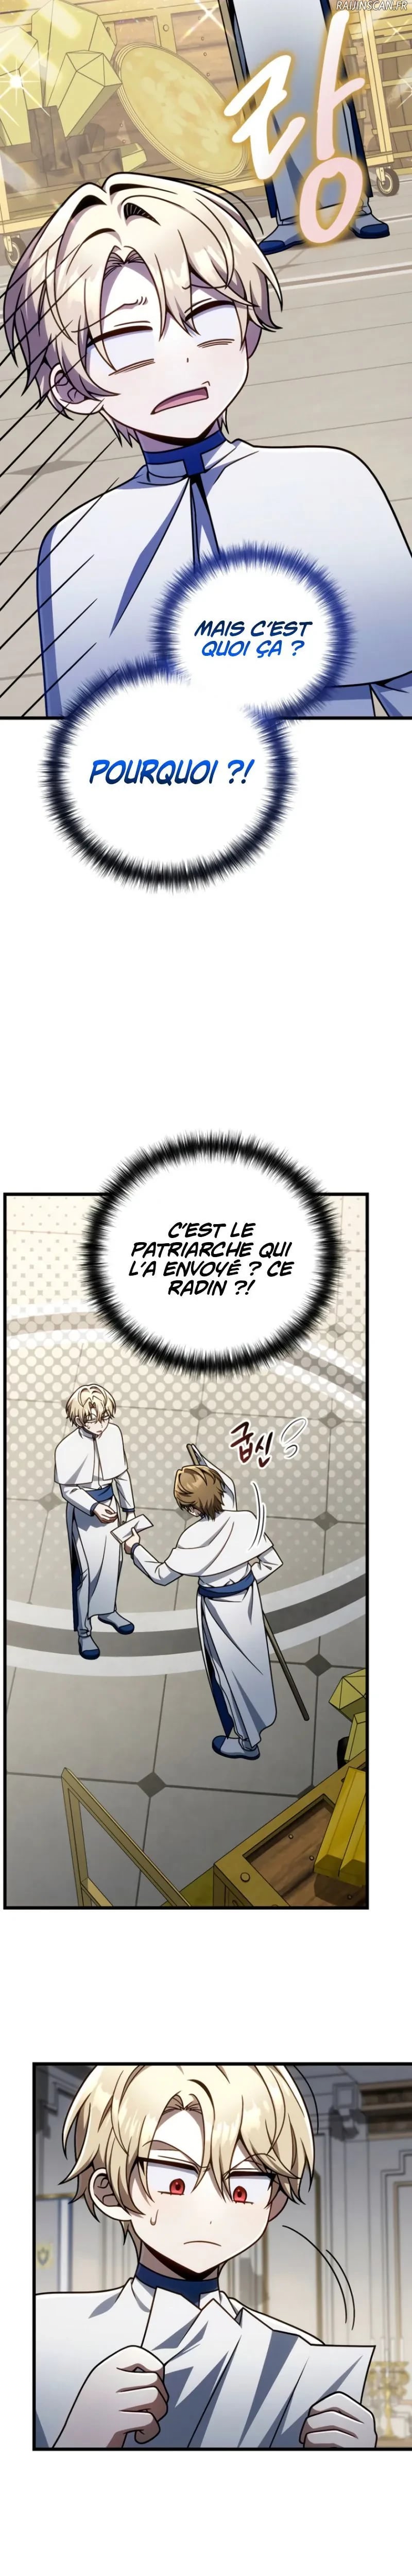 RAIJINSCAN.FR
랑
MAIS C'EST
QUOI ÇA ?
POURQUOI ?!
C'EST LE
PATRIARCHE QUI
L'A ENVOYÉ ? CE
RADIN ?!
굽신